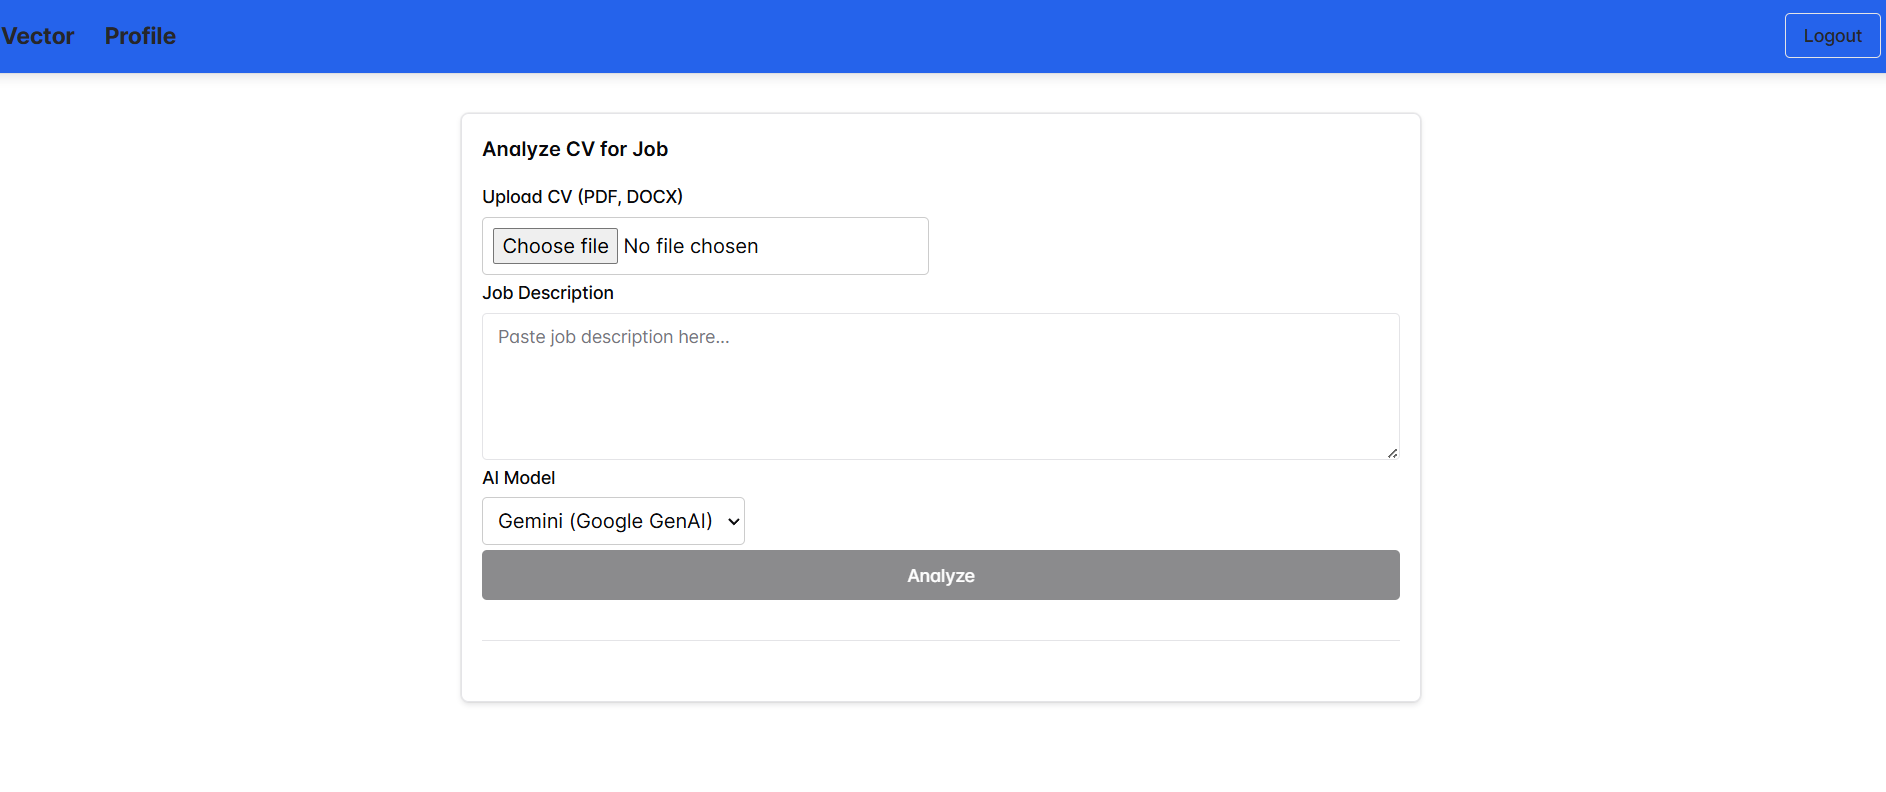 Vector Profile Logout
Analyze CV for Job
Upload CV (PDF, DOCX)
Choose file No file chosen
Job Description
Paste job description here...
AI Model
Gemini (Google GenAI)
Analyze